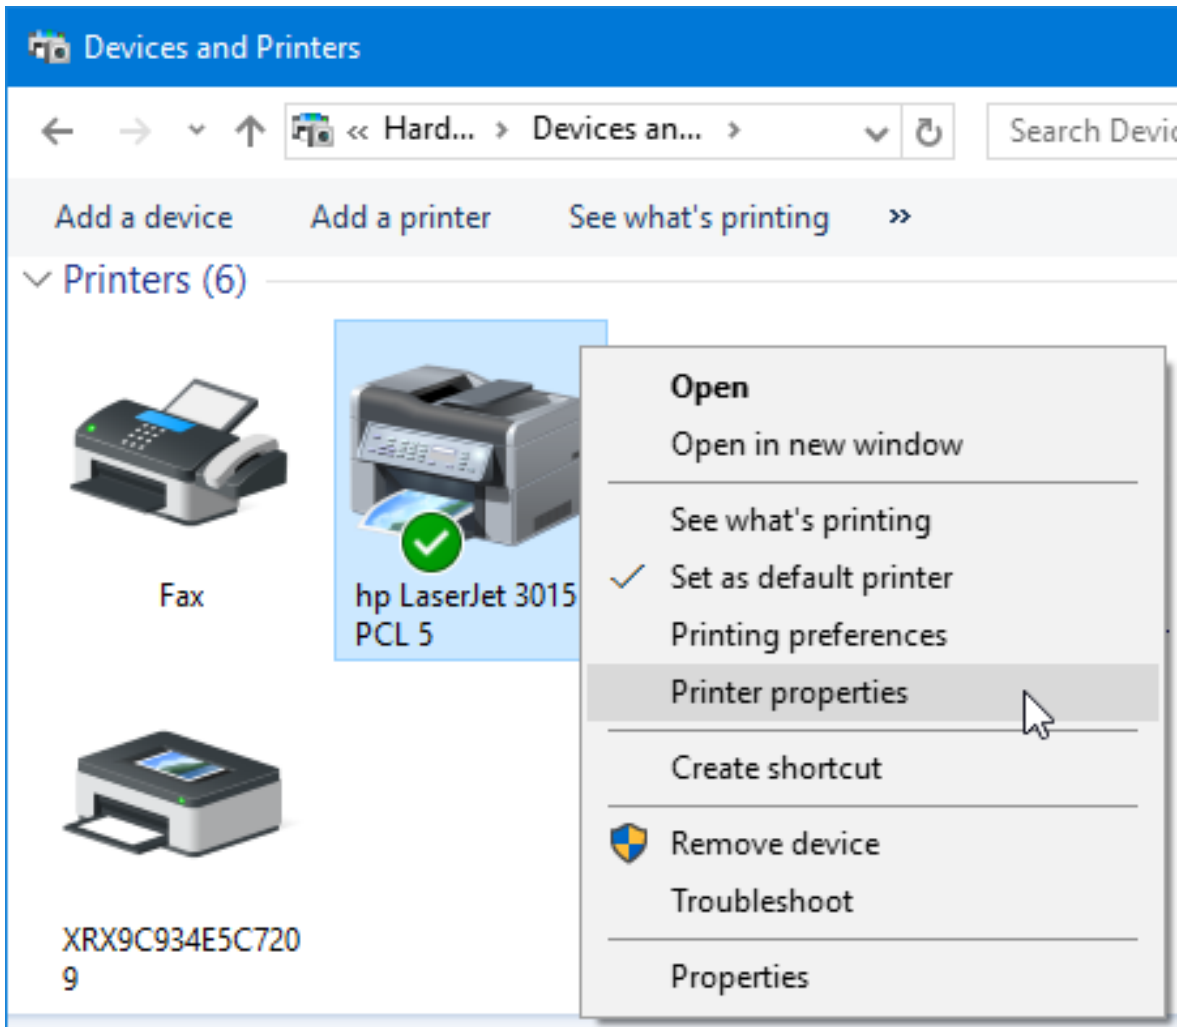 Devices and Printers
« Hard... > Devices an... >
Search Devic
Add a device Add a printer See what's printing »
Printers (6)
Fax
hp LaserJet 3015
PCL 5
XRX9C934E5C720
9
Open
Open in new window
See what's printing
Set as default printer
Printing preferences
Printer properties
Create shortcut
Remove device
Troubleshoot
Properties